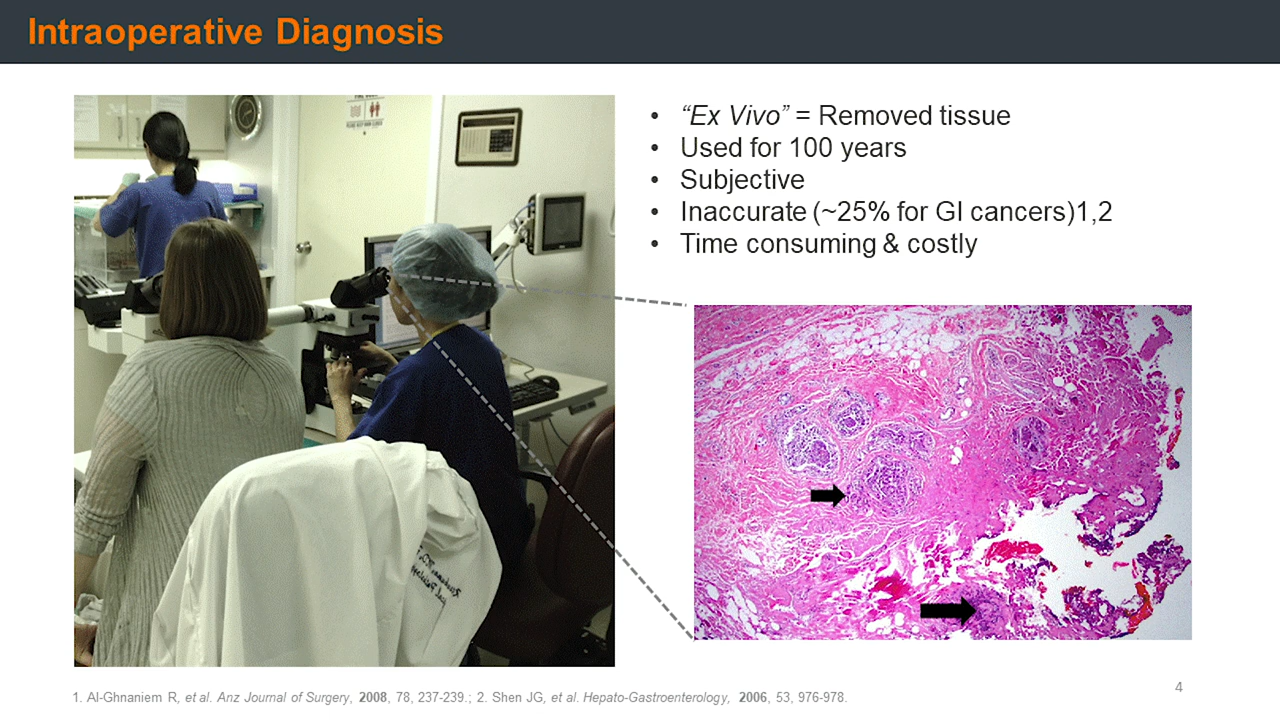 Intraoperative Diagnosis
• “Ex Vivo” = Removed tissue
• Used for 100 years
• Subjective
• Inaccurate (~25% for GI cancers)1,2
• Time consuming & costly
1. Al-Ghnaniem R, et al. Anz Journal of Surgery, 2008, 78, 237-239.; 2. Shen JG, et al. Hepato-Gastroenterology, 2006, 53, 976-978.
4